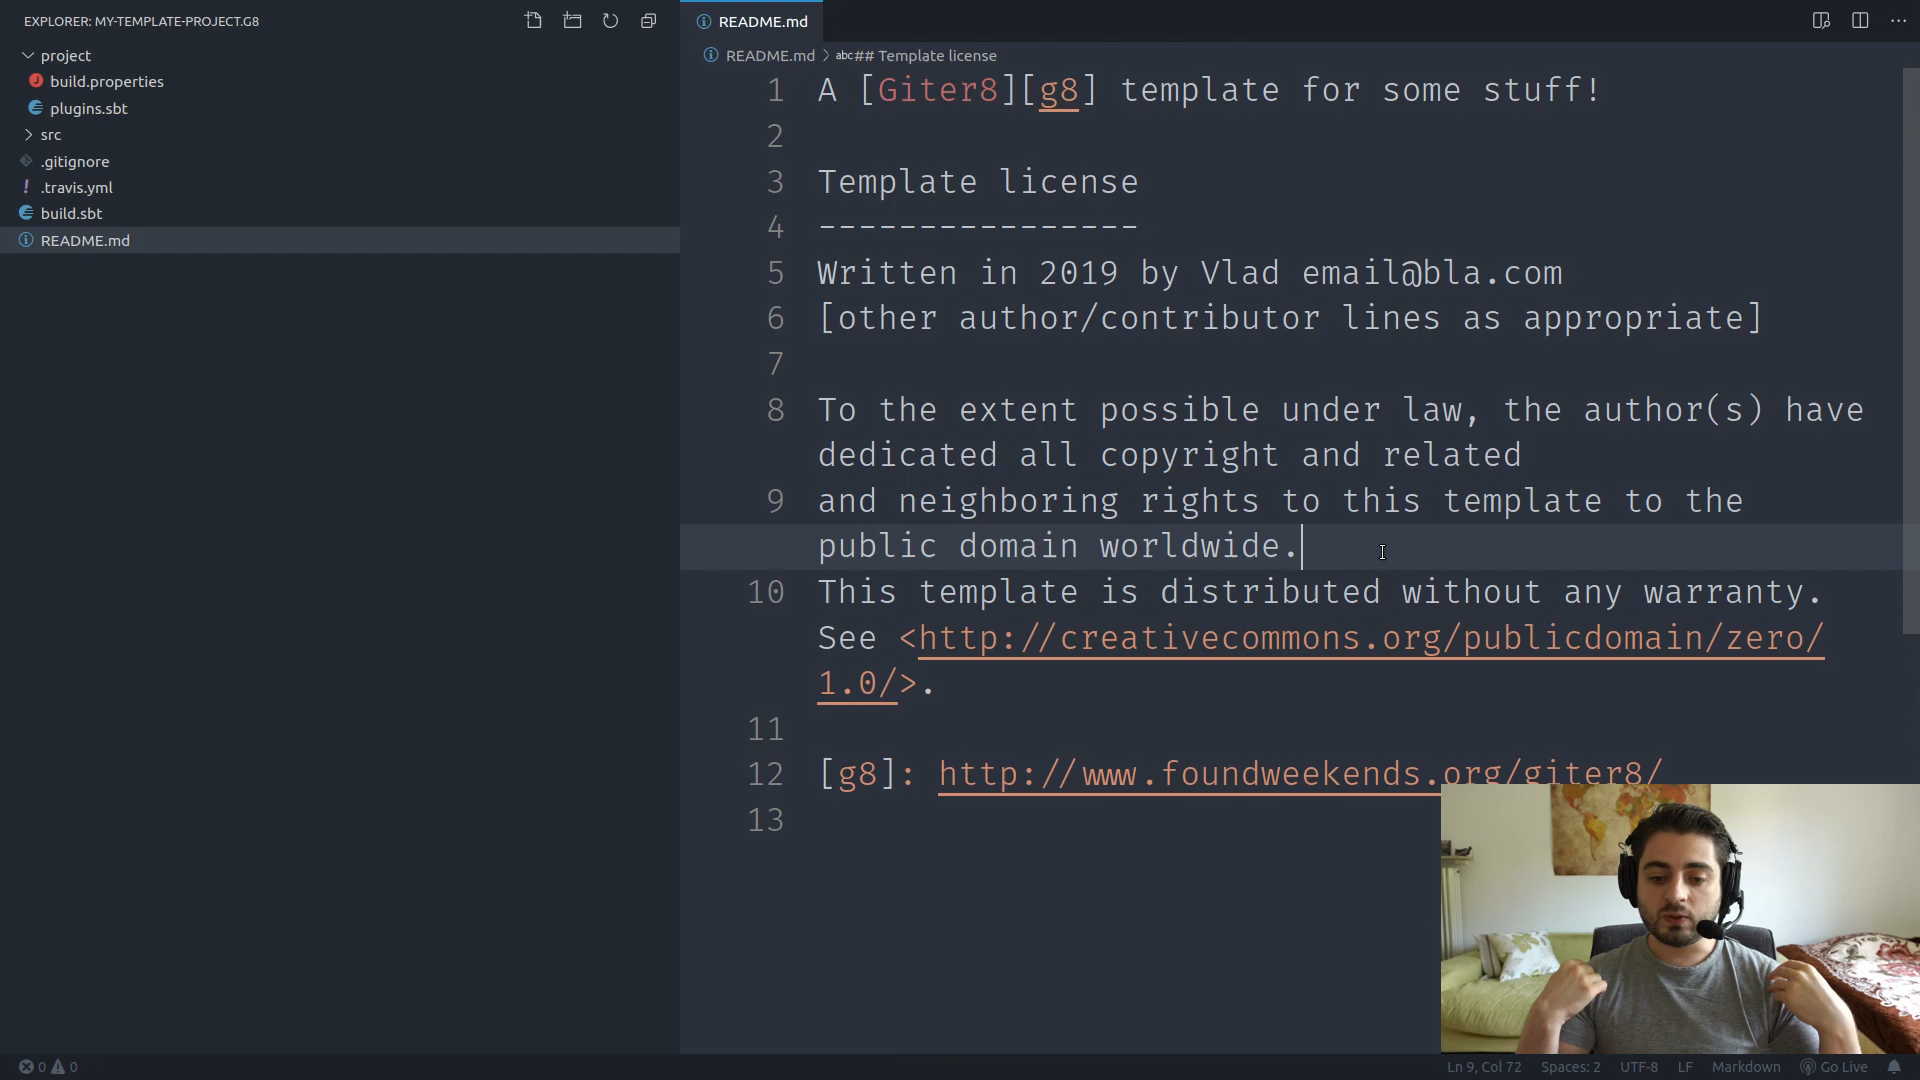 EXPLORER: MY-TEMPLATE-PROJECT.G8
project
build.properties
plugins.sbt
src
.gitignore
.travis.yml
build.sbt
README.md
README.md
README.md > abc ## Template license
1 A [Giter8][g8] template for some stuff!
2
3 Template license
4 ----------------
5 Written in 2019 by Vlad email@bla.com
6 [other author/contributor lines as appropriate]
7
8 To the extent possible under law, the author(s) have
dedicated all copyright and related
9 and neighboring rights to this template to the
public domain worldwide.
10 This template is distributed without any warranty.
See <http://creativecommons.org/publicdomain/zero/
1.0/>.
11
12 [g8]: http://www.foundweekends.org/giter8/
13
0 0
Ln 9, Col 72 Spaces: 2 UTF-8 LF Markdown Go Live